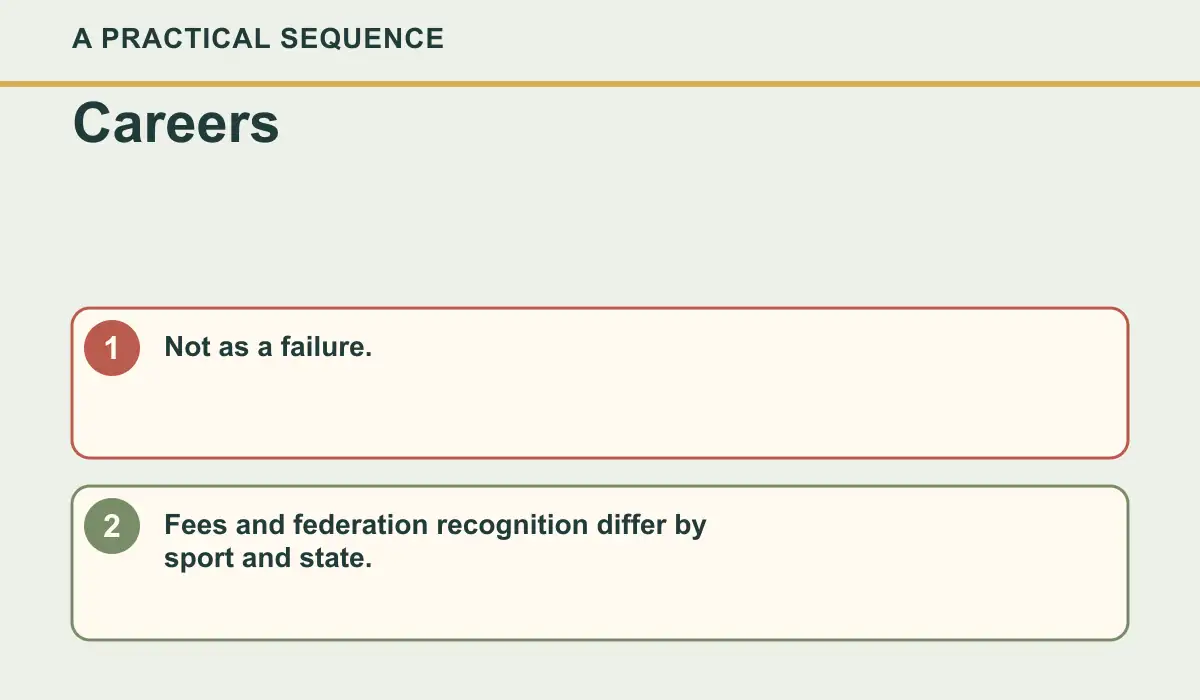 A PRACTICAL SEQUENCE
Careers
1
Not as a failure.
2
Fees and federation recognition differ by
sport and state.